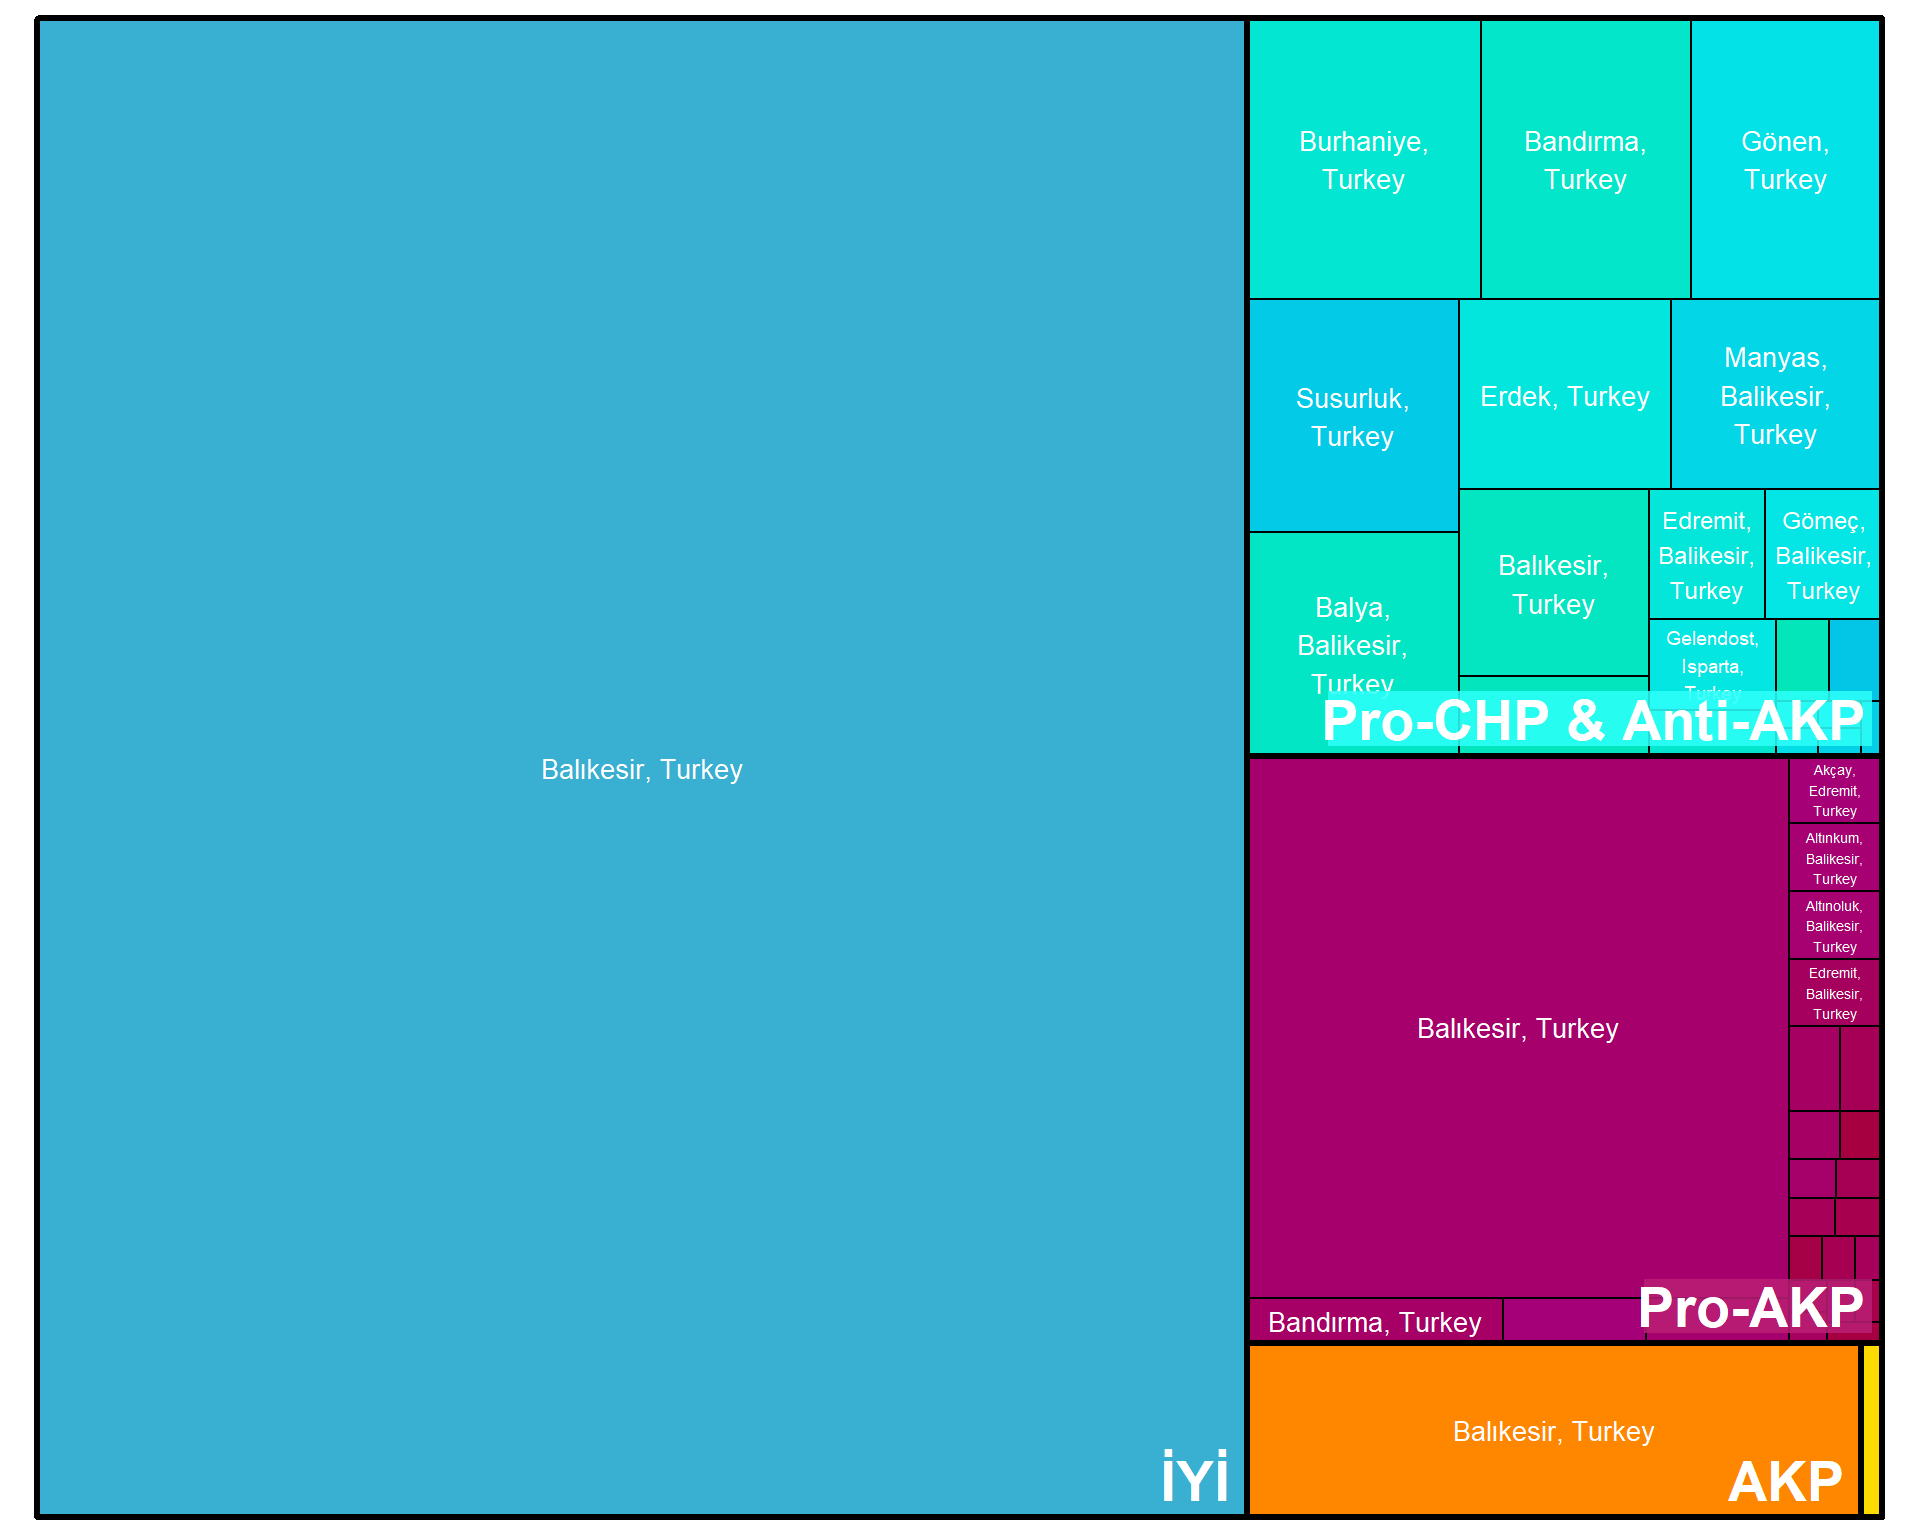 Balıkesir, Turkey
İYİ
Burhaniye,
Turkey
Bandırma,
Turkey
Gönen,
Turkey
Susurluk,
Turkey
Erdek, Turkey
Manyas,
Balikesir,
Turkey
Balya,
Balikesir,
Turkey
Balıkesir,
Turkey
Edremit,
Balikesir,
Turkey
Gömeç,
Balikesir,
Turkey
Gelendost,
Isparta,
Turkey
Pro-CHP & Anti-AKP
Balıkesir, Turkey
Akçay,
Edremit,
Turkey
Altınkum,
Balikesir,
Turkey
Altınoluk,
Balikesir,
Turkey
Edremit,
Balikesir,
Turkey
Bandırma, Turkey
Pro-AKP
Balıkesir, Turkey
AKP